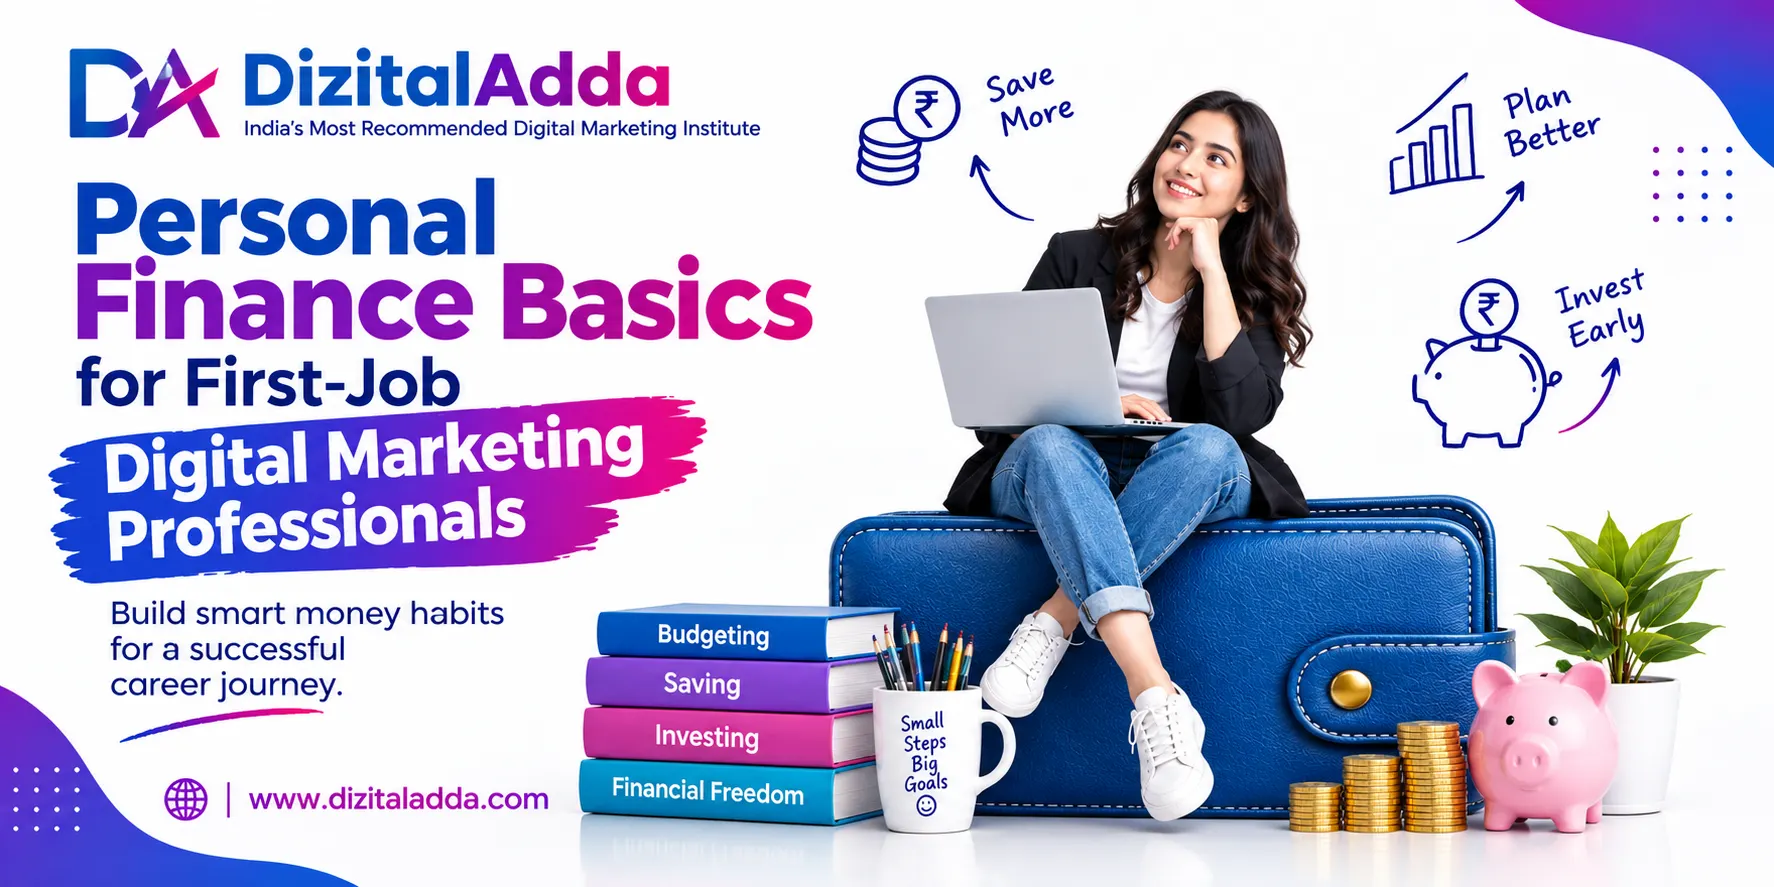 DA DizitalAdda
India's Most Recommended Digital Marketing Institute
Personal
Finance Basics
for First-Job
Digital Marketing
Professionals
Build smart money habits
for a successful
career journey.
www.dizitaladda.com
₹
Save
More
Plan
Better
₹
Invest
Early
Budgeting
Saving
Investing
Financial Freedom
Small
Steps
Big
Goals